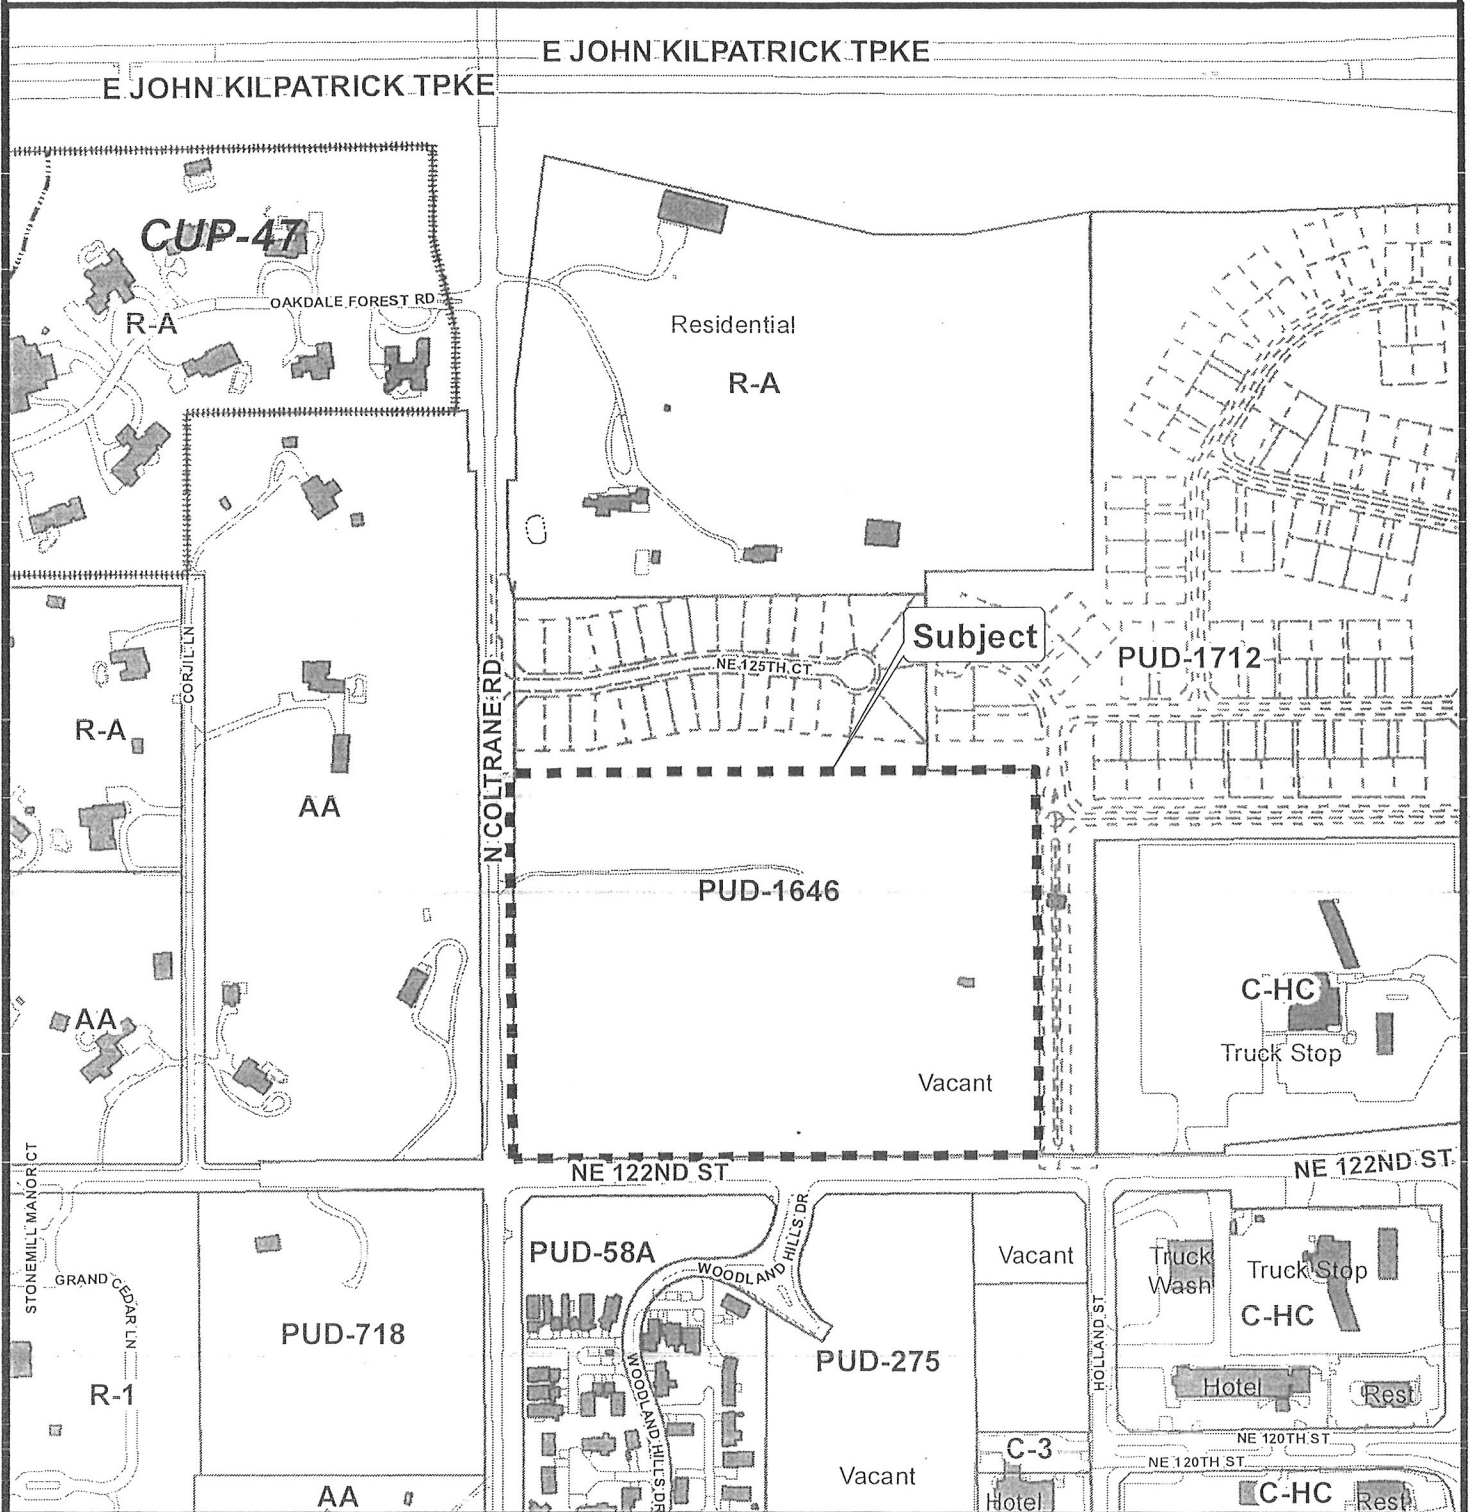 E JOHN KILPATRICK TPKE
E JOHN KILPATRICK TPKE
CUP-47
OAKDALE FOREST RD
R-A
Residential
R-A
CORJIL LN
N COLTRANE RD
NE 125TH CT
Subject
PUD-1712
R-A
AA
PUD-1646
C-HC
Truck Stop
AA
Vacant
NE 122ND ST
NE 122ND ST
STONEMILL MANOR CT
GRAND CEDAR LN
PUD-718
R-1
AA
PUD-58A
WOODLAND HILLS DR
WOODLAND HILLS DR
PUD-275
Vacant
Vacant
HOLLAND ST
Truck
Wash
Truck Stop
C-HC
Hotel
Rest
C-3
NE 120TH ST
NE 120TH ST
Hotel
C-HC
Rest